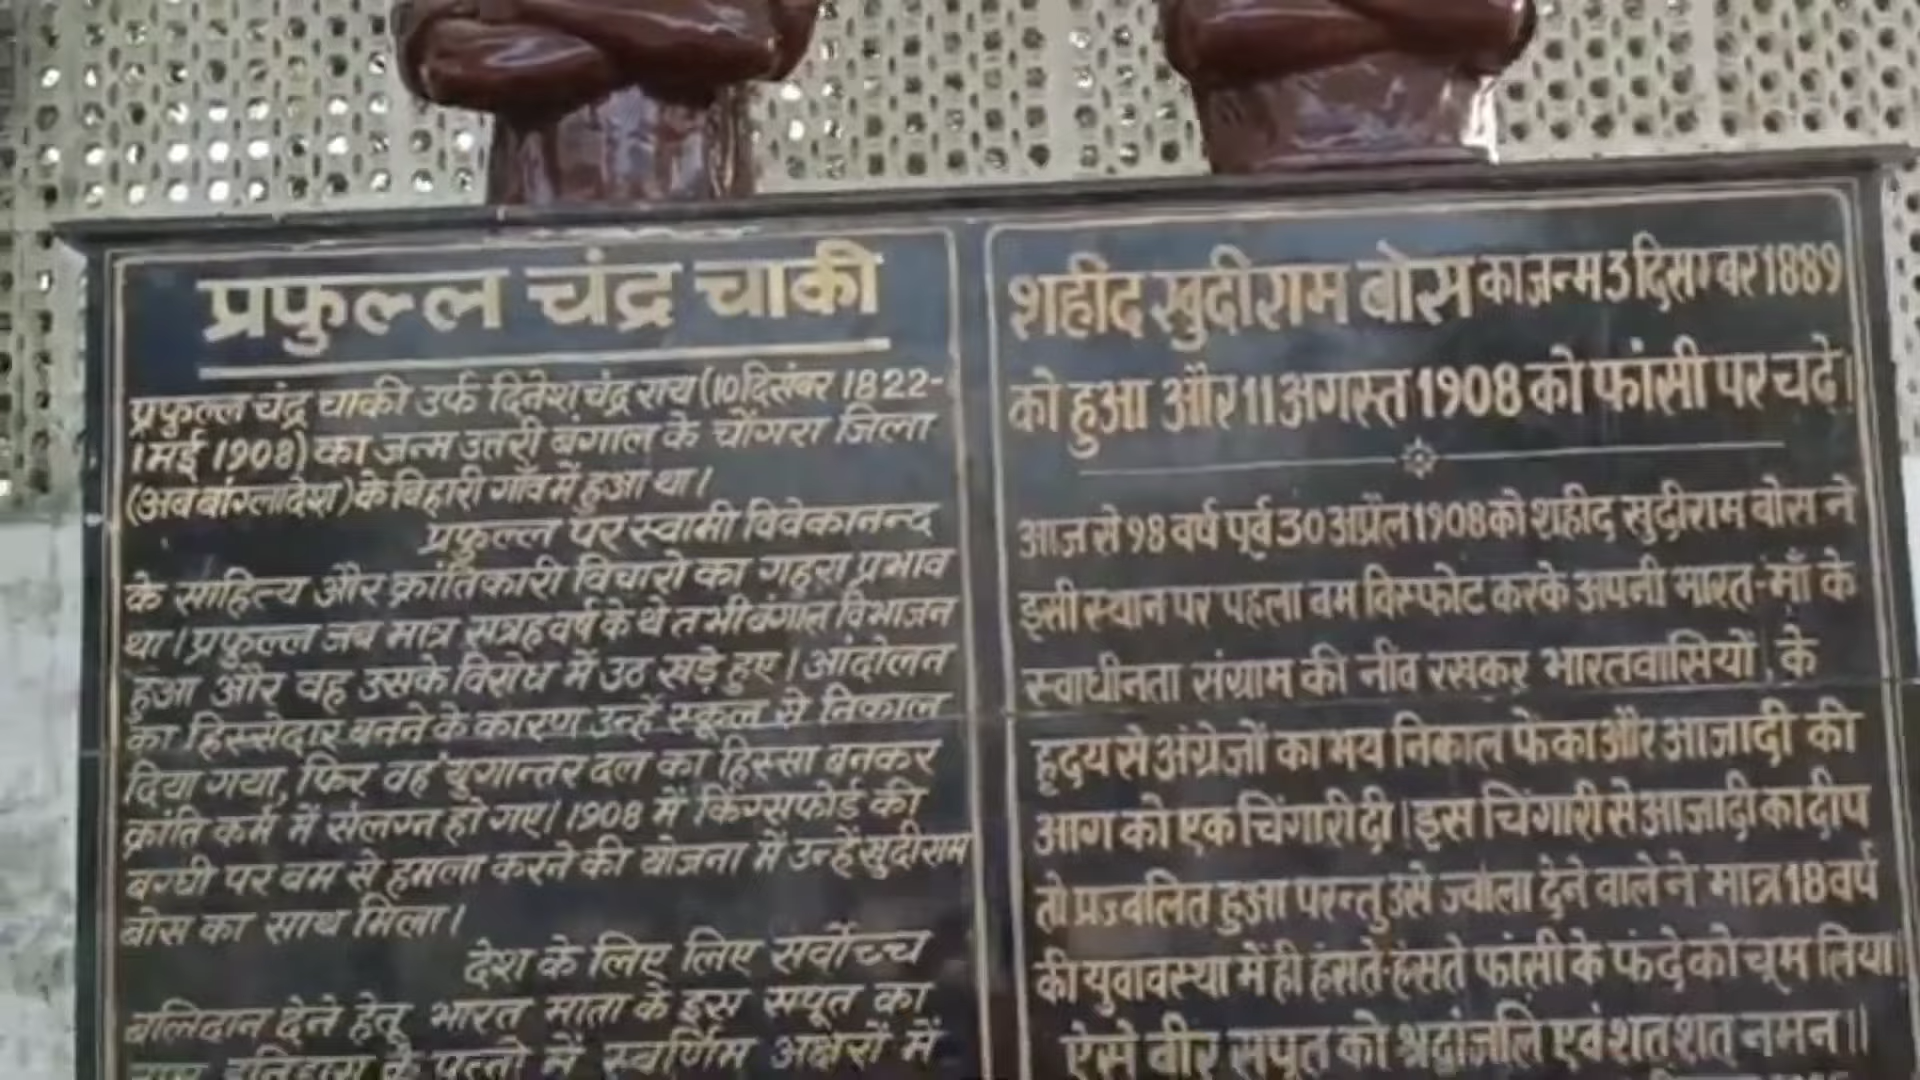 प्रफुल्ल चंद्र चाकी
प्रफुल्ल चंद्र चाकी उर्फ दिनेश चंद्र राय (10 दिसंबर 1822-
1 मई 1908) का जन्म उत्तरी बंगाल के चोंगरा जिला
(अब बांग्लादेश) के बिहारी गाँव में हुआ था।
प्रफुल्ल पर स्वामी विवेकानन्द
के साहित्य और क्रांतिकारी विचारो का गहरा प्रभाव
था। प्रफुल्ल जब मात्र सत्रह वर्ष के थे तभी बंगाल विभाजन
हुआ और वह उसके विरोध में उठ खड़े हुए। आंदोलन
का हिस्सेदार बनने के कारण उन्हें स्कूल से निकाल
दिया गया, फिर वह युगान्तर दल का हिस्सा बनकर
क्रांति कर्म में संलग्न हो गए। 1908 में किंग्सफोर्ड की
बग्घी पर बम से हमला करने की योजना में उन्हें खुदीराम
बोस का साथ मिला।
देश के लिए लिए सर्वोच्च
बलिदान देने हेतू भारत माता के इस सपूत का
नाम इतिहास के पन्नो में स्वर्णिम अक्षरों में
शहीद खुदीराम बोस का जन्म 3 दिसम्बर 1889
को हुआ और 11 अगस्त 1908 को फांसी पर चढे।
आज से 98 वर्ष पूर्व 30 अप्रैल 1908 को शहीद खुदीराम बोस ने
इसी स्थान पर पहला बम विस्फोट करके अपनी भारत-माँ के
स्वाधीनता संग्राम की नींव रखकर भारतवासियों के
हृदय से अंग्रेजों का भय निकाल फेका और आजादी की
आग को एक चिंगारी दी। इस चिंगारी से आजादी का दीप
तो प्रज्वलित हुआ परन्तु उसे ज्वाला देने वाले ने मात्र 18 वर्ष
की युवावस्था में ही हंसते-हंसते फांसी के फंदे को चूम लिया।
ऐसे वीर सपूत को श्रद्धांजलि एवं शत् शत् नमन।।